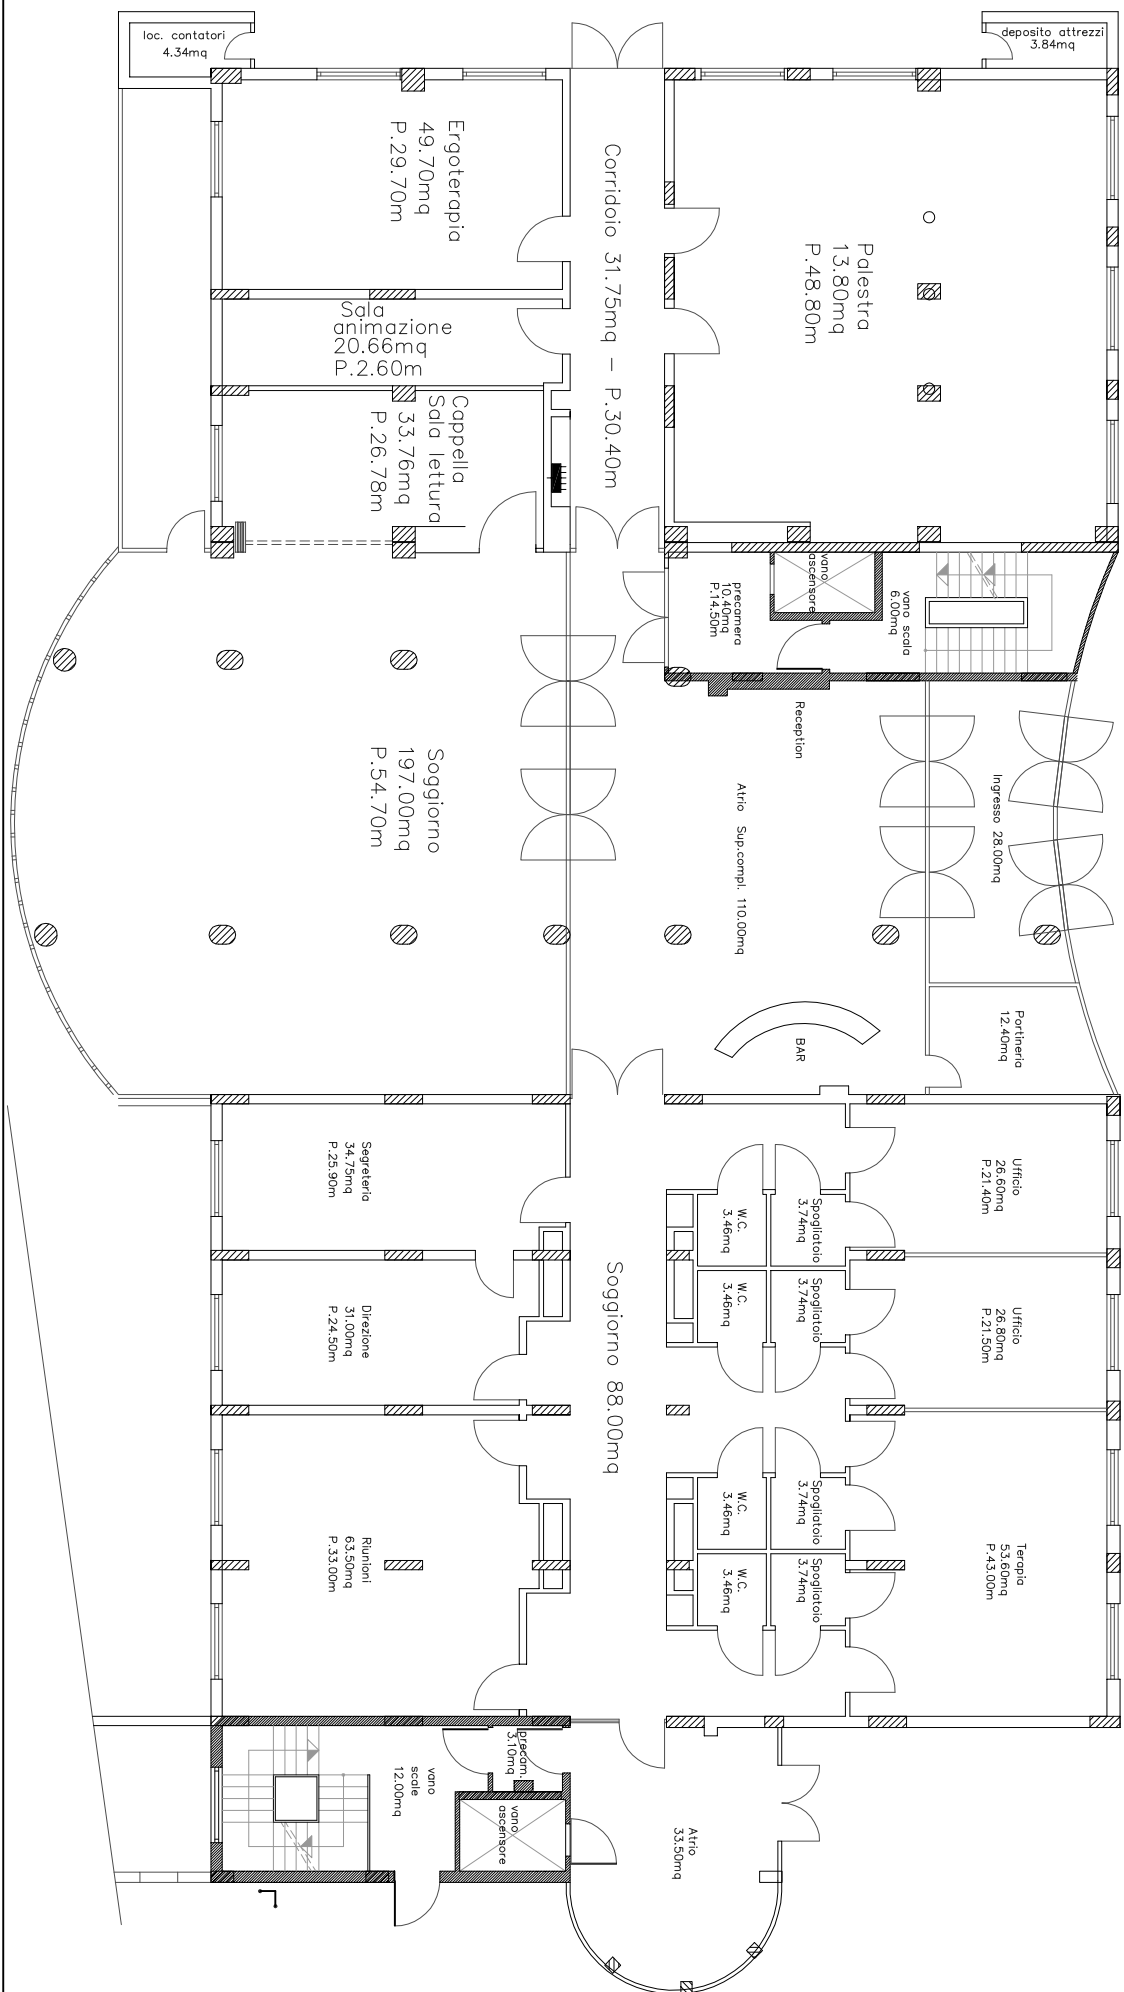 loc. contatori
4.34mq
deposito attrezzi
3.84mq
Ergoterapia
49.70mq
P.29.70m
Corridoio 31.75mq – P.30.40m
Palestra
13.80mq
P.48.80m
Sala
animazione
20.66mq
P.2.60m
Cappella
Sala lettura
33.76mq
P.26.78m
precamera
10.40mq
P.14.50mq
vano
ascensore
vano scala
6.00mq
Reception
Soggiorno
197.00mq
P.54.70m
Atrio Sup.compl. 110.00mq
Ingresso 28.00mq
Portineria
12.40mq
BAR
Segreteria
34.75mq
P.25.90m
W.C.
3.46mq
Spogliatoio
3.74mq
Ufficio
26.60mq
P.21.40m
Direzione
31.00mq
P.24.50m
Soggiorno 88.00mq
W.C.
3.46mq
Spogliatoio
3.74mq
Ufficio
26.80mq
P.21.50m
Riunioni
63.50mq
P.33.00m
W.C.
3.46mq
Spogliatoio
3.74mq
W.C.
3.46mq
Spogliatoio
3.74mq
Terapia
53.60mq
P.43.00m
precam.
3.10mq
vano
scale
12.00mq
vano
ascensore
Atrio
33.50mq